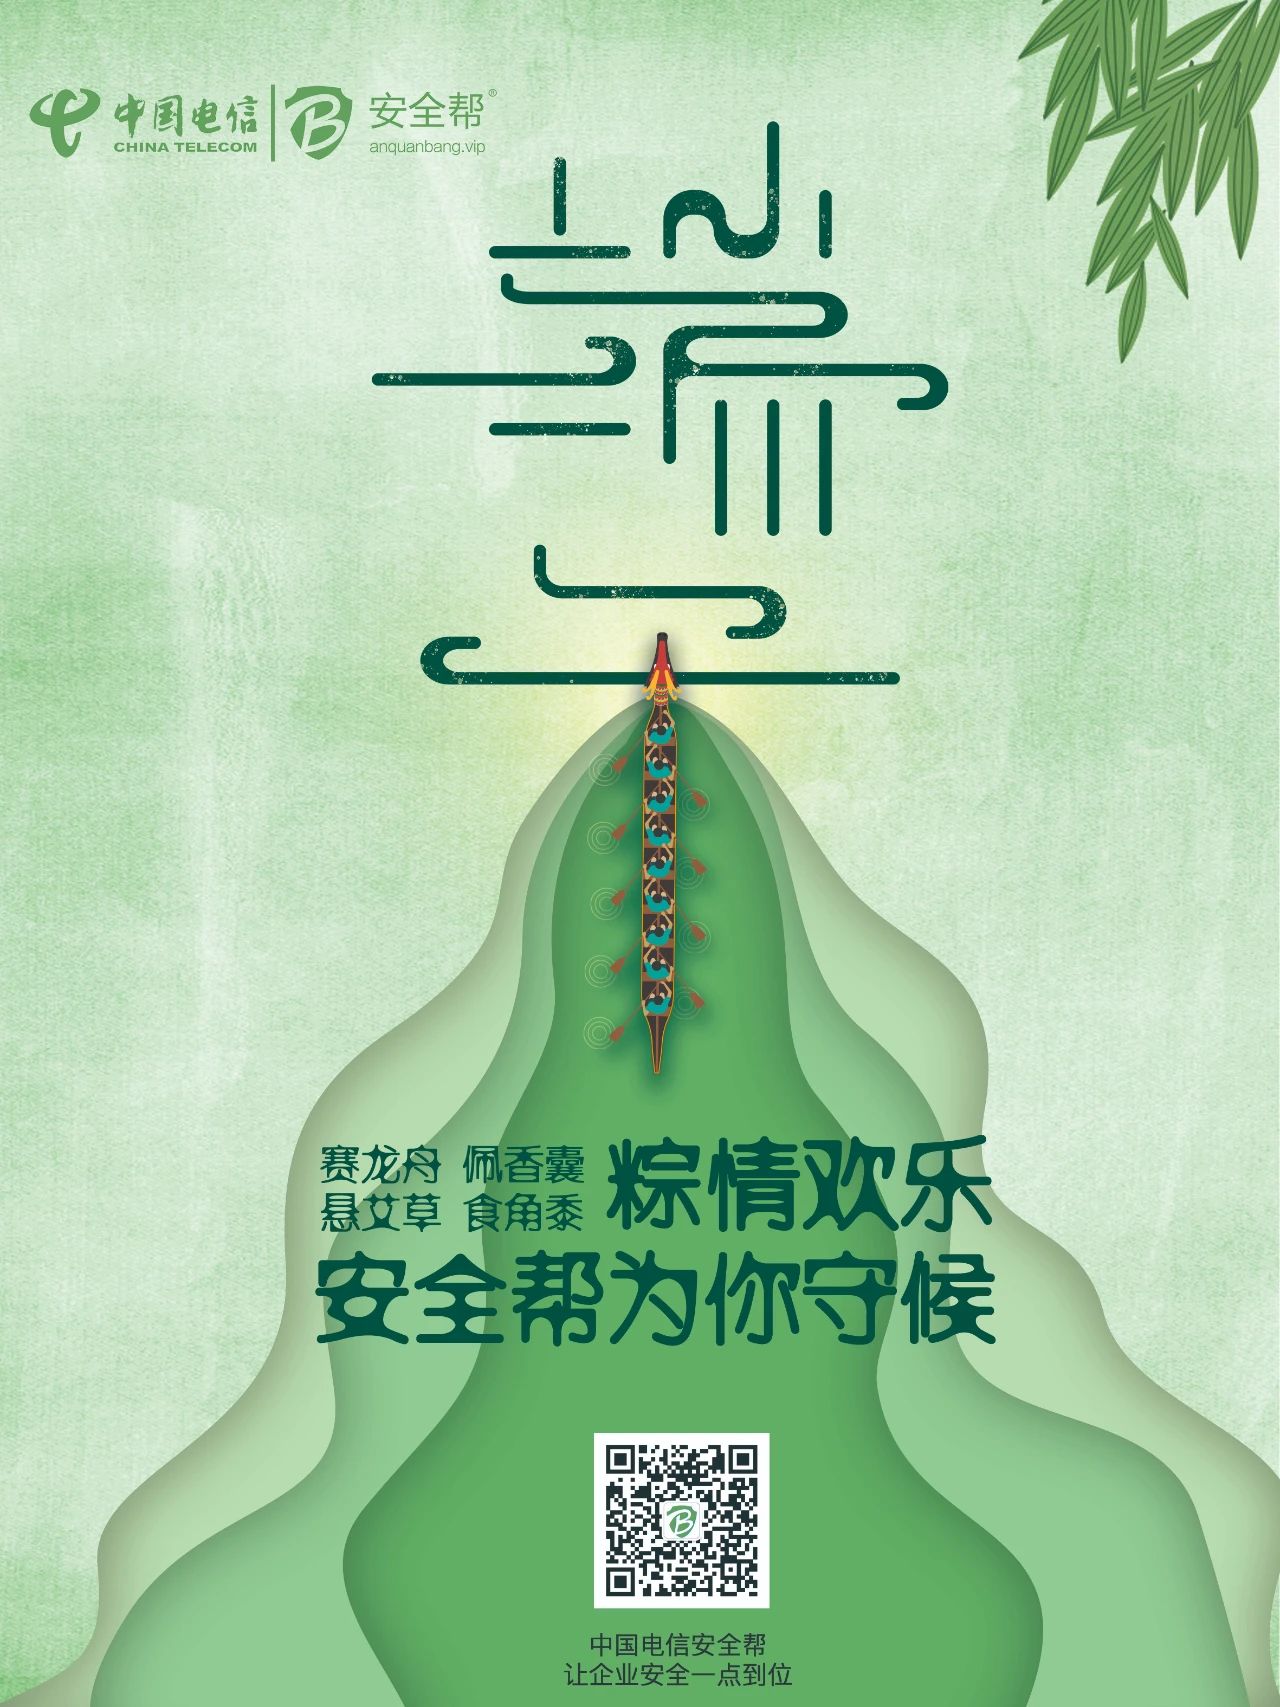 中国电信
CHINA TELECOM
安全帮®
anquanbang.vip
端
午
赛龙舟 佩香囊
悬艾草 食角黍
粽情欢乐
安全帮为你守候
中国电信安全帮
让企业安全一点到位